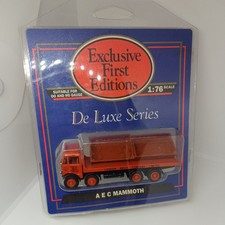 Exclusive
First
Editions
SUITABLE FOR
HO AND OO GAUGE
1:76 SCALE
De Luxe Series
A E C MAMMOTH